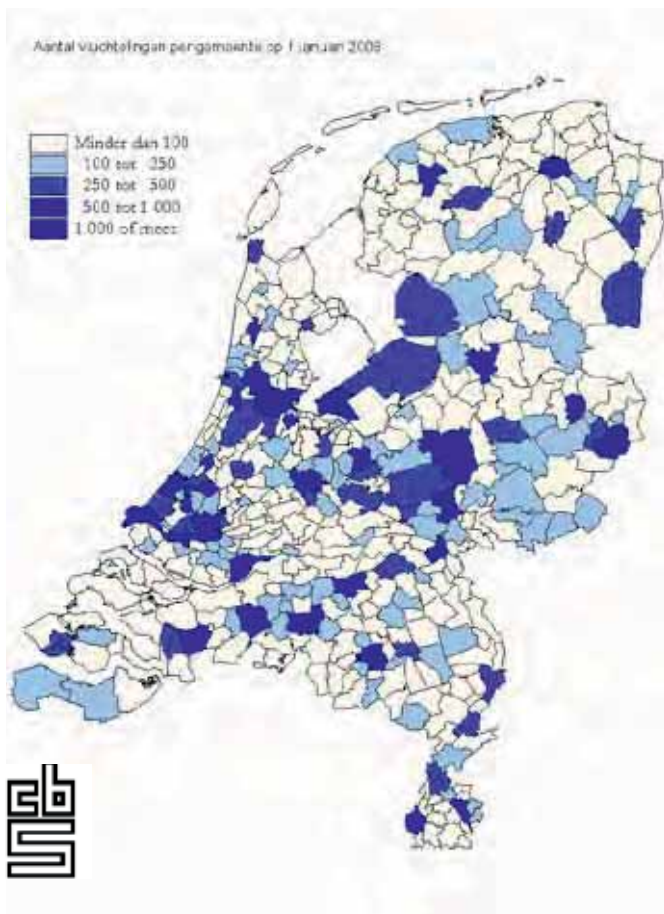 Aantal vluchtelingen per gemeente op 1 januari
Minder dan 100
100 tot 250
250 tot 500
500 tot 1 000
1 000 of meer
cbs